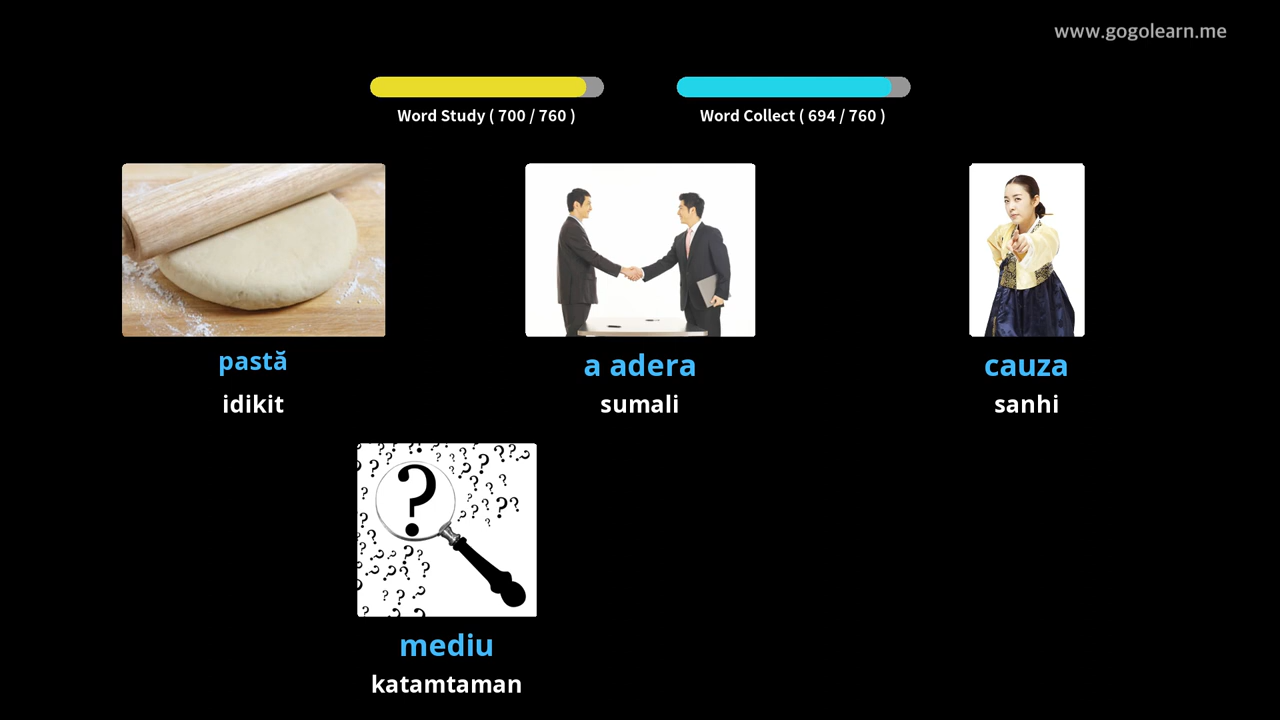 www.gogolearn.me
Word Study ( 700 / 760 )
Word Collect ( 694 / 760 )
pastă
idikit
a adera
sumali
cauza
sanhi
mediu
katamtaman